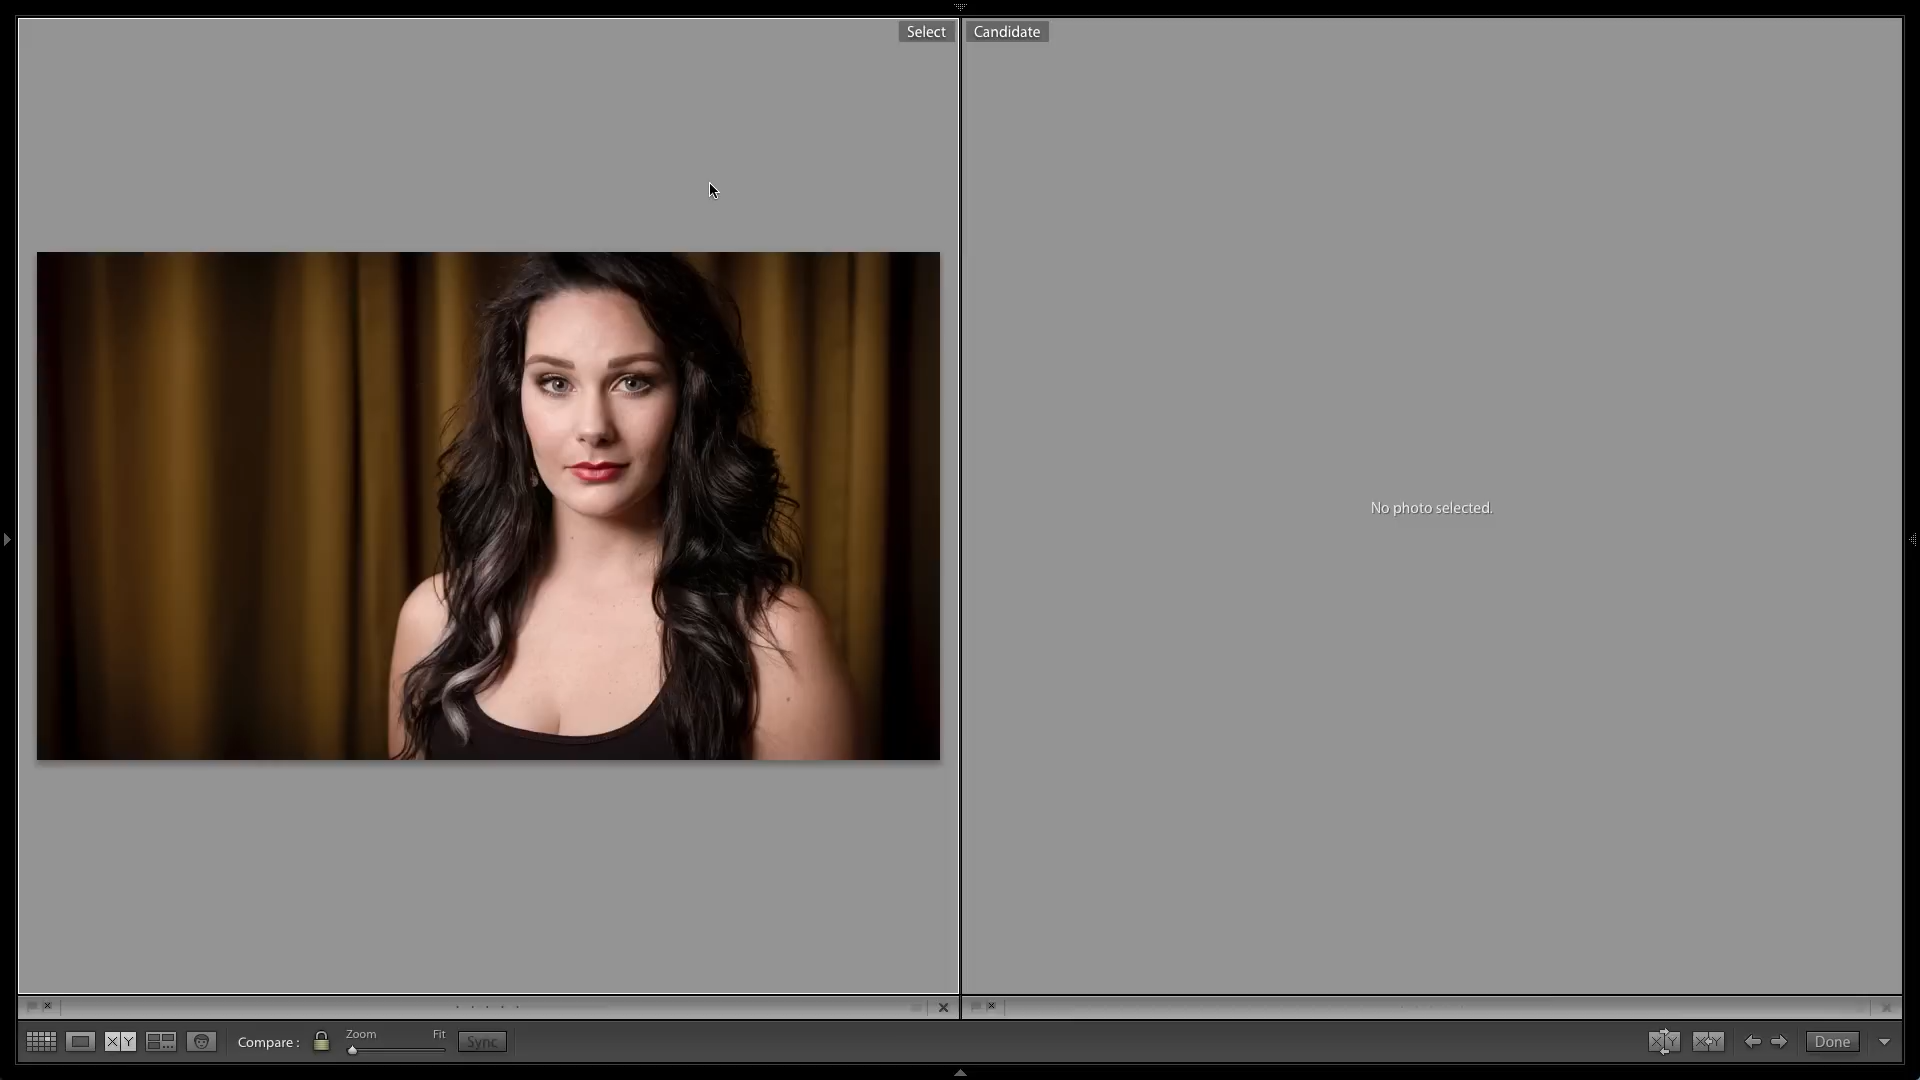 Select
Candidate
No photo selected.
Compare :
Zoom
Fit
Sync
Done